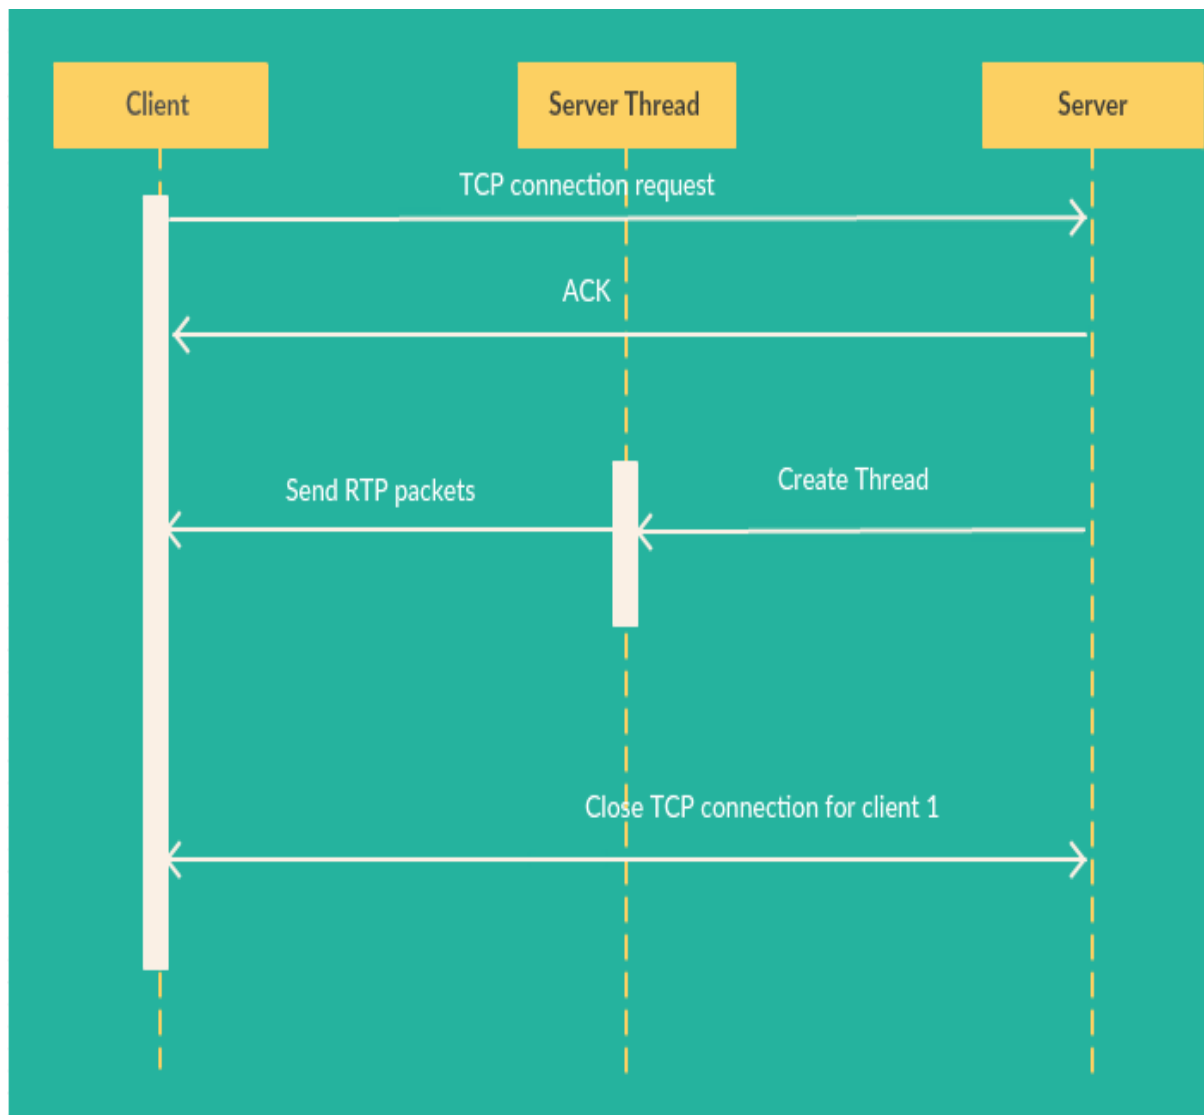 Client
Server Thread
Server
TCP connection request
ACK
Send RTP packets
Create Thread
Close TCP connection for client 1